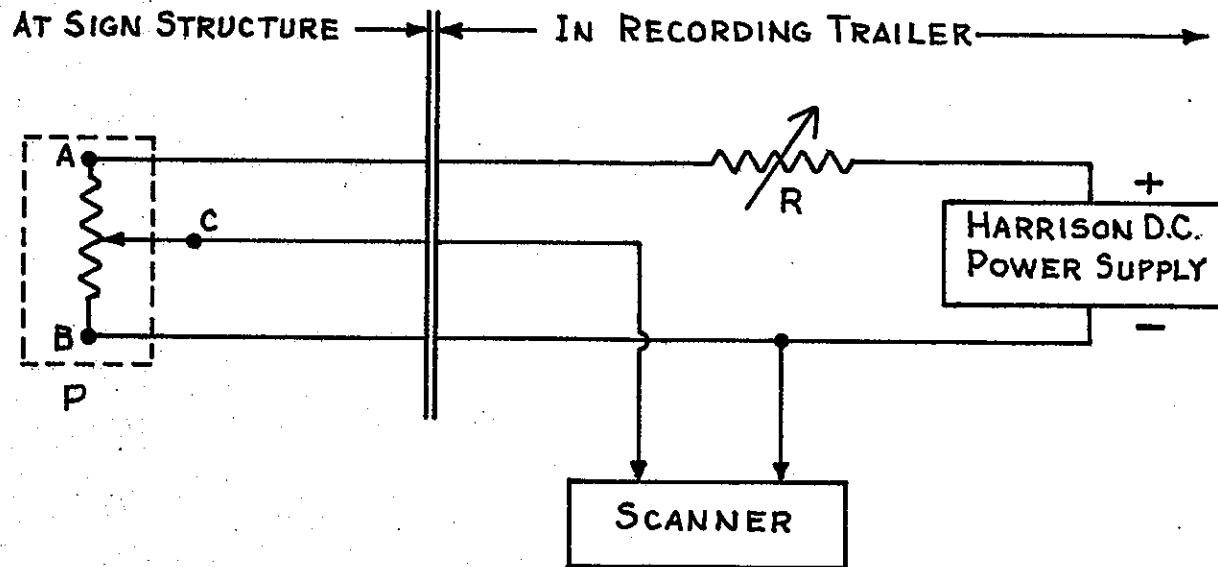 AT SIGN STRUCTURE
IN RECORDING TRAILER
A
C
B
P
R
+
HARRISON D.C.
POWER SUPPLY
−
SCANNER